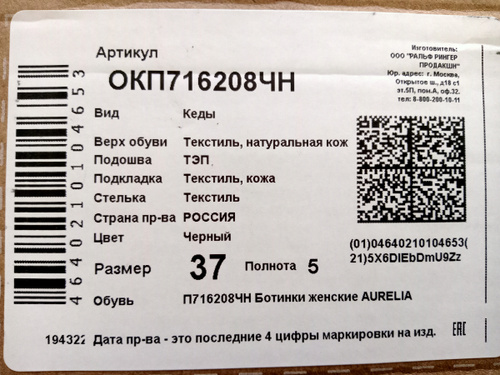 Артикул
ОКП716208ЧН
Изготовитель:
ООО "РАЛЬФ РИНГЕР
ПРОДАКШН"
Юр. адрес: г. Москва,
Открытое ш., д18 с1
эт.5П, пом.А, оф.32.
тел: 8-800-200-10-11
Вид Кеды
Верх обуви Текстиль, натуральная кож
Подошва ТЭП
Подкладка Текстиль, кожа
Стелька Текстиль
Страна пр-ва РОССИЯ
Цвет Черный
(01)04640210104653(
21)5X6DIEbDmU9Zz
Размер 37 Полнота 5
Обувь П716208ЧН Ботинки женские AURELIA
194322 Дата пр-ва - это последние 4 цифры маркировки на изд. EAC
4640210104653